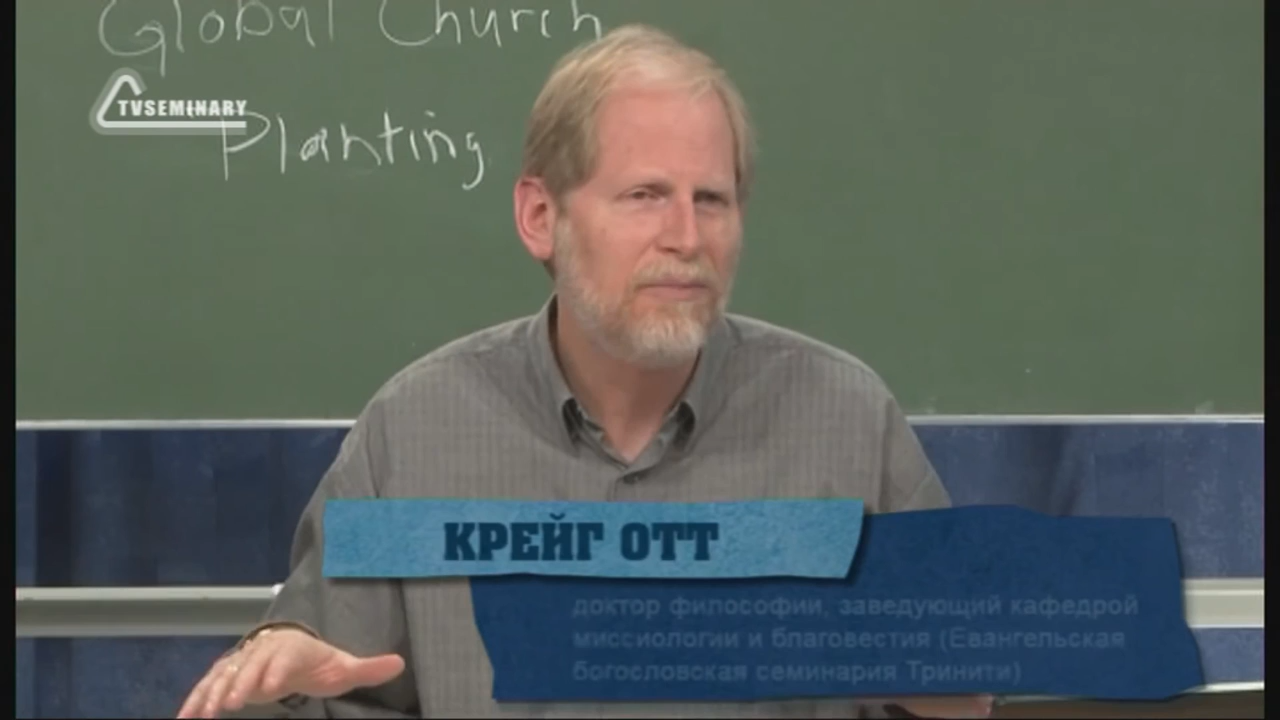 Global Church
TVSEMINARY
Planting
КРЕЙГ ОТТ
доктор философии, заведующий кафедрой
миссиологии и благовестия (Евангельская
богословская семинария Тринити)